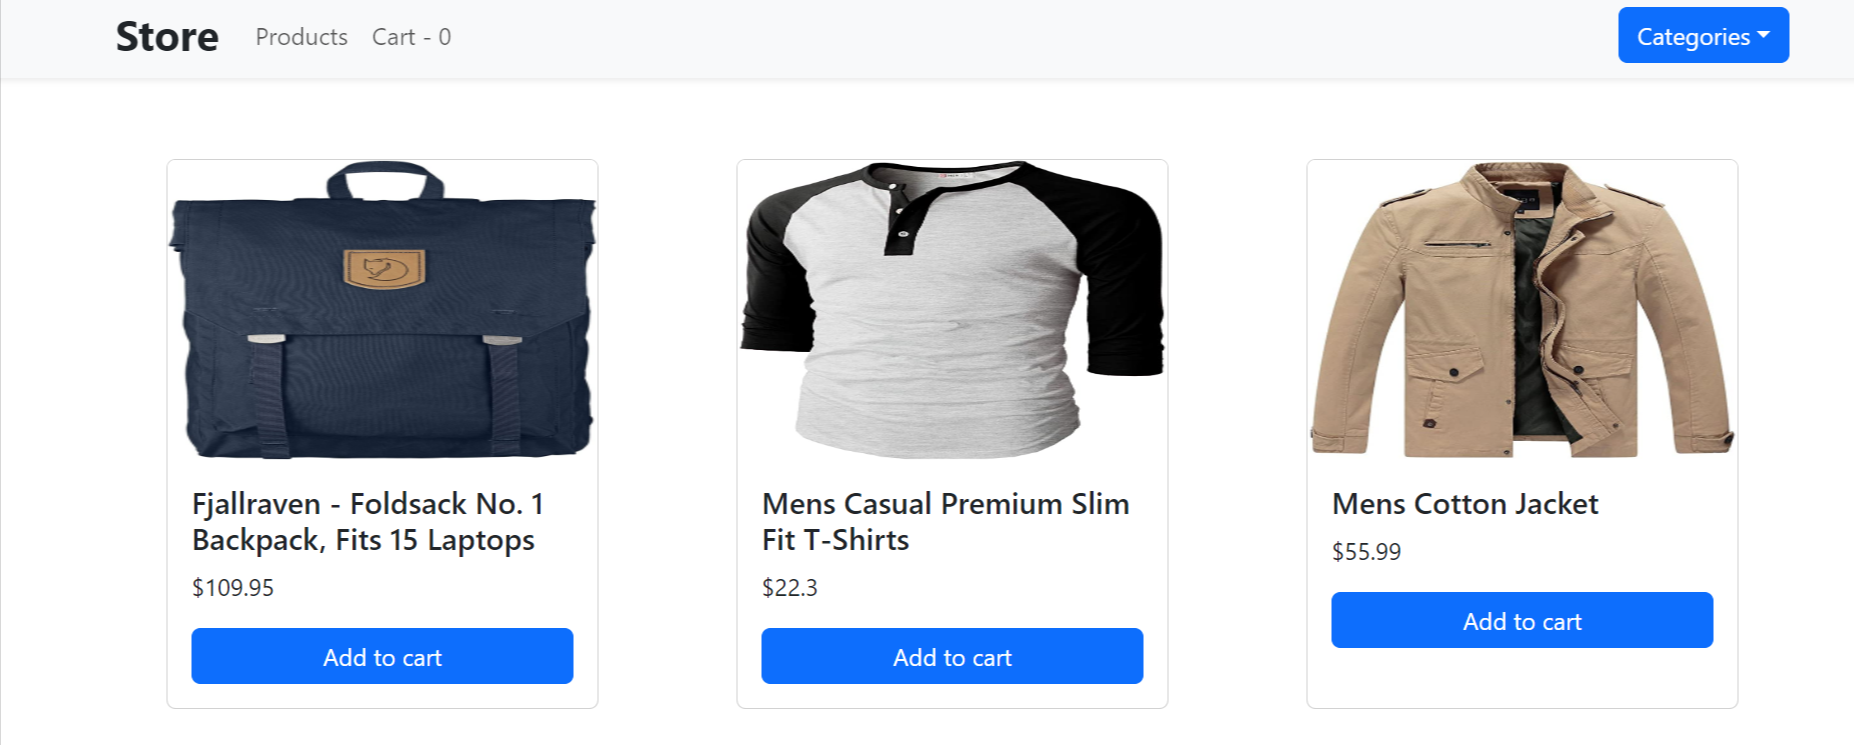 Store
Products
Cart - 0
Categories
Fjallraven - Foldsack No. 1
Backpack, Fits 15 Laptops
$109.95
Add to cart
Mens Casual Premium Slim
Fit T-Shirts
$22.3
Add to cart
Mens Cotton Jacket
$55.99
Add to cart